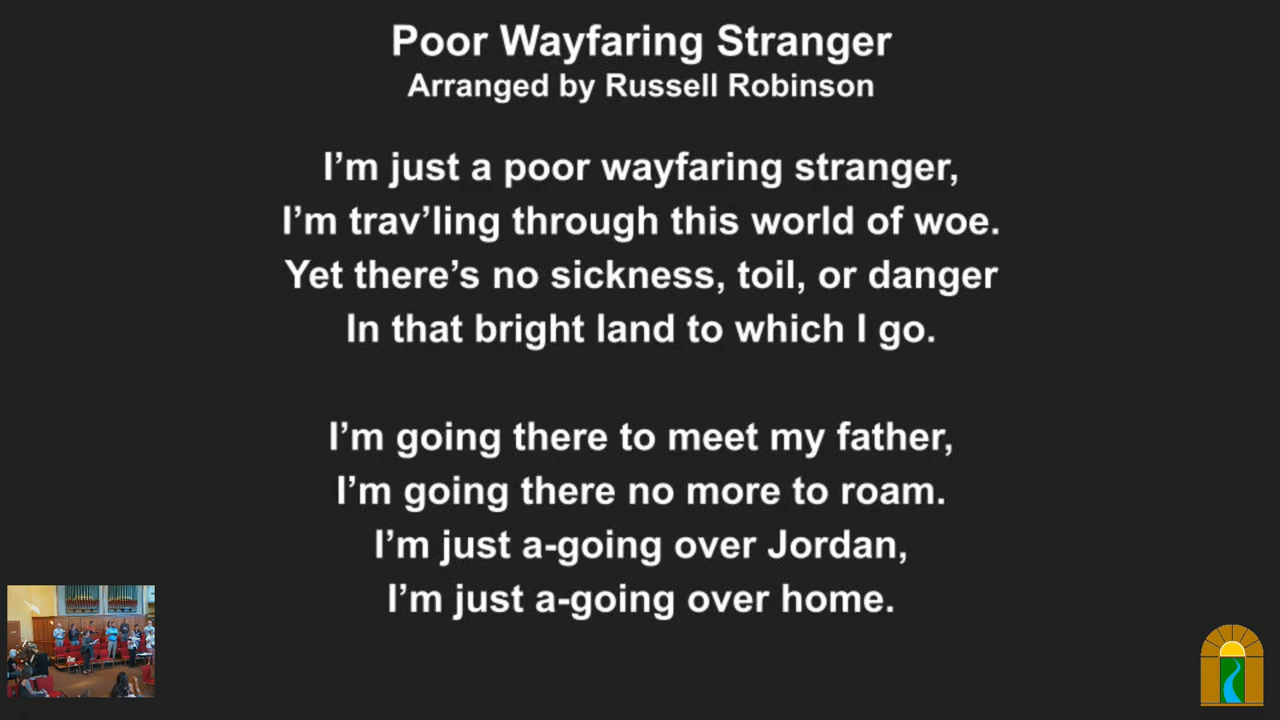 Poor Wayfaring Stranger
Arranged by Russell Robinson
I’m just a poor wayfaring stranger,
I’m trav’ling through this world of woe.
Yet there’s no sickness, toil, or danger
In that bright land to which I go.
I’m going there to meet my father,
I’m going there no more to roam.
I’m just a-going over Jordan,
I’m just a-going over home.